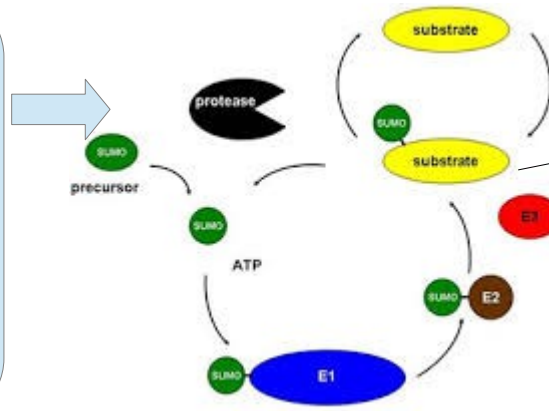 substrate
protease
SUMO
SUMO
substrate
precursor
SUMO
E3
ATP
SUMO
E2
SUMO
E1